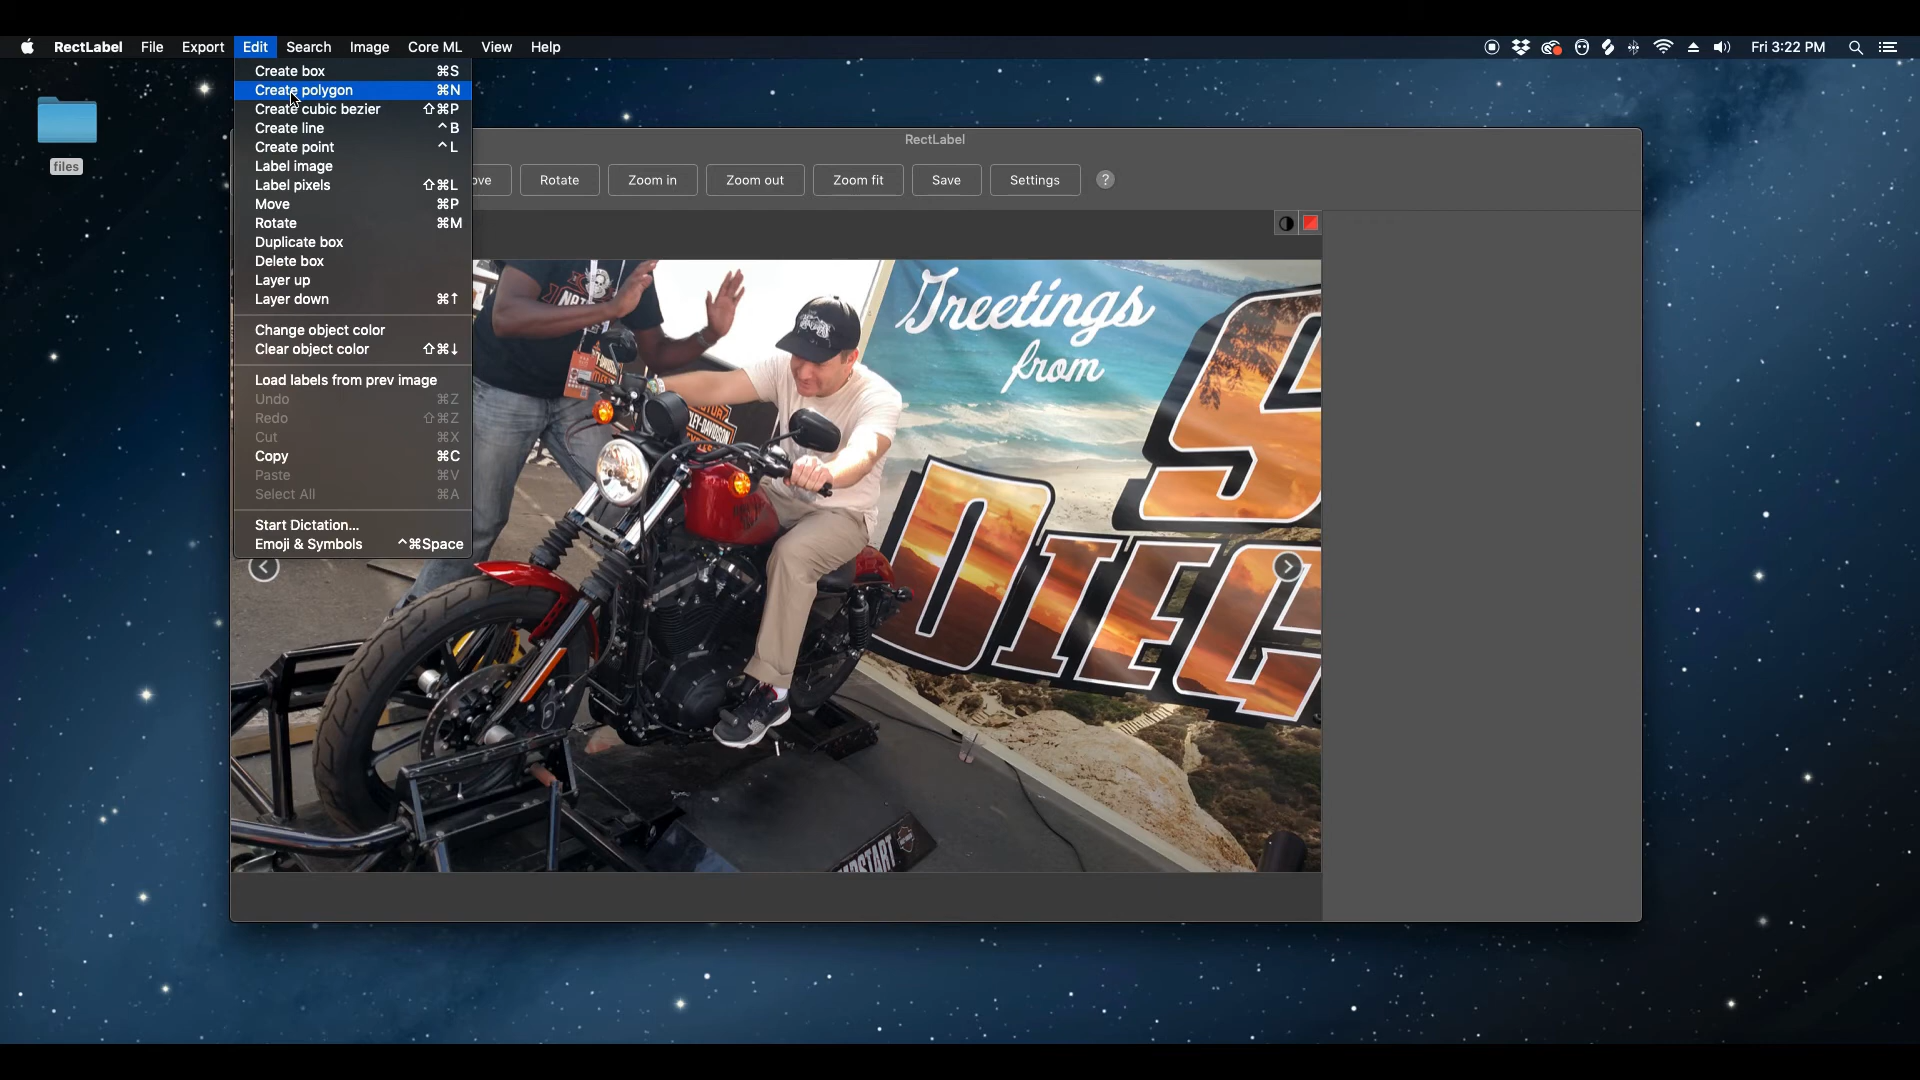 RectLabel File Export Edit Search Image Core ML View Help Fri 3:22 PM
Create box ⌘S
Create polygon ⌘N
Create cubic bezier ⇧⌘P
Create line ⌃B
Create point ⌃L
Label image
Label pixels ⇧⌘L
Move ⌘P
Rotate ⌘M
Duplicate box
Delete box
Layer up
Layer down ⌘↑
Change object color
Clear object color ⇧⌘↓
Load labels from prev image
Undo ⌘Z
Redo ⇧⌘Z
Cut ⌘X
Copy ⌘C
Paste ⌘V
Select All ⌘A
Start Dictation...
Emoji & Symbols ⌃⌘Space
files
RectLabel
ove Rotate Zoom in Zoom out Zoom fit Save Settings ?
Greetings
from
S
DIEG